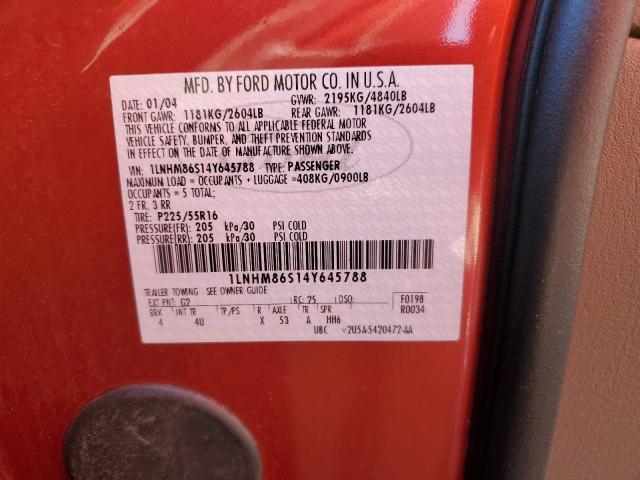 MFD. BY FORD MOTOR CO. IN U.S.A.
DATE: 01/04 GVWR: 2195KG/4840LB
FRONT GAWR: 1181KG/2604LB REAR GAWR: 1181KG/2604LB
THIS VEHICLE CONFORMS TO ALL APPLICABLE FEDERAL MOTOR
VEHICLE SAFETY, BUMPER, AND THEFT PREVENTION STANDARDS
IN EFFECT ON THE DATE OF MANUFACTURE SHOWN ABOVE.
VIN: 1LNHM86S14Y645788 TYPE: PASSENGER
MAXIMUM LOAD = OCCUPANTS + LUGGAGE =408KG/0900LB
OCCUPANTS = 5 TOTAL;
2 FR, 3 RR
TIRE: P225/55R16
PRESSURE(FR) 205 kPa/30 PSI COLD
PRESSURE(RR) 205 kPa/30 PSI COLD
1LNHM86S14Y645788
TRAILER TOWING SEE OWNER GUIDE
EXT PNT: G2 RC: 25 DSO: F0198
BRK INT TR TP/PS R AXLE TR SPR R0034
4 4U X 53 A HH6
UBC v2U5A-5420472-AA